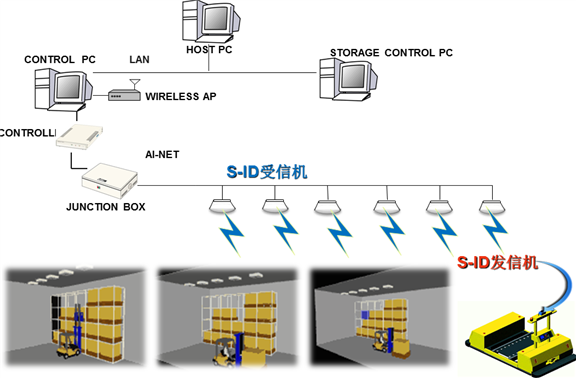 HOST PC
CONTROL PC
LAN
STORAGE CONTROL PC
WIRELESS AP
CONTROLLE
AI-NET
S-ID受信机
JUNCTION BOX
S-ID发信机